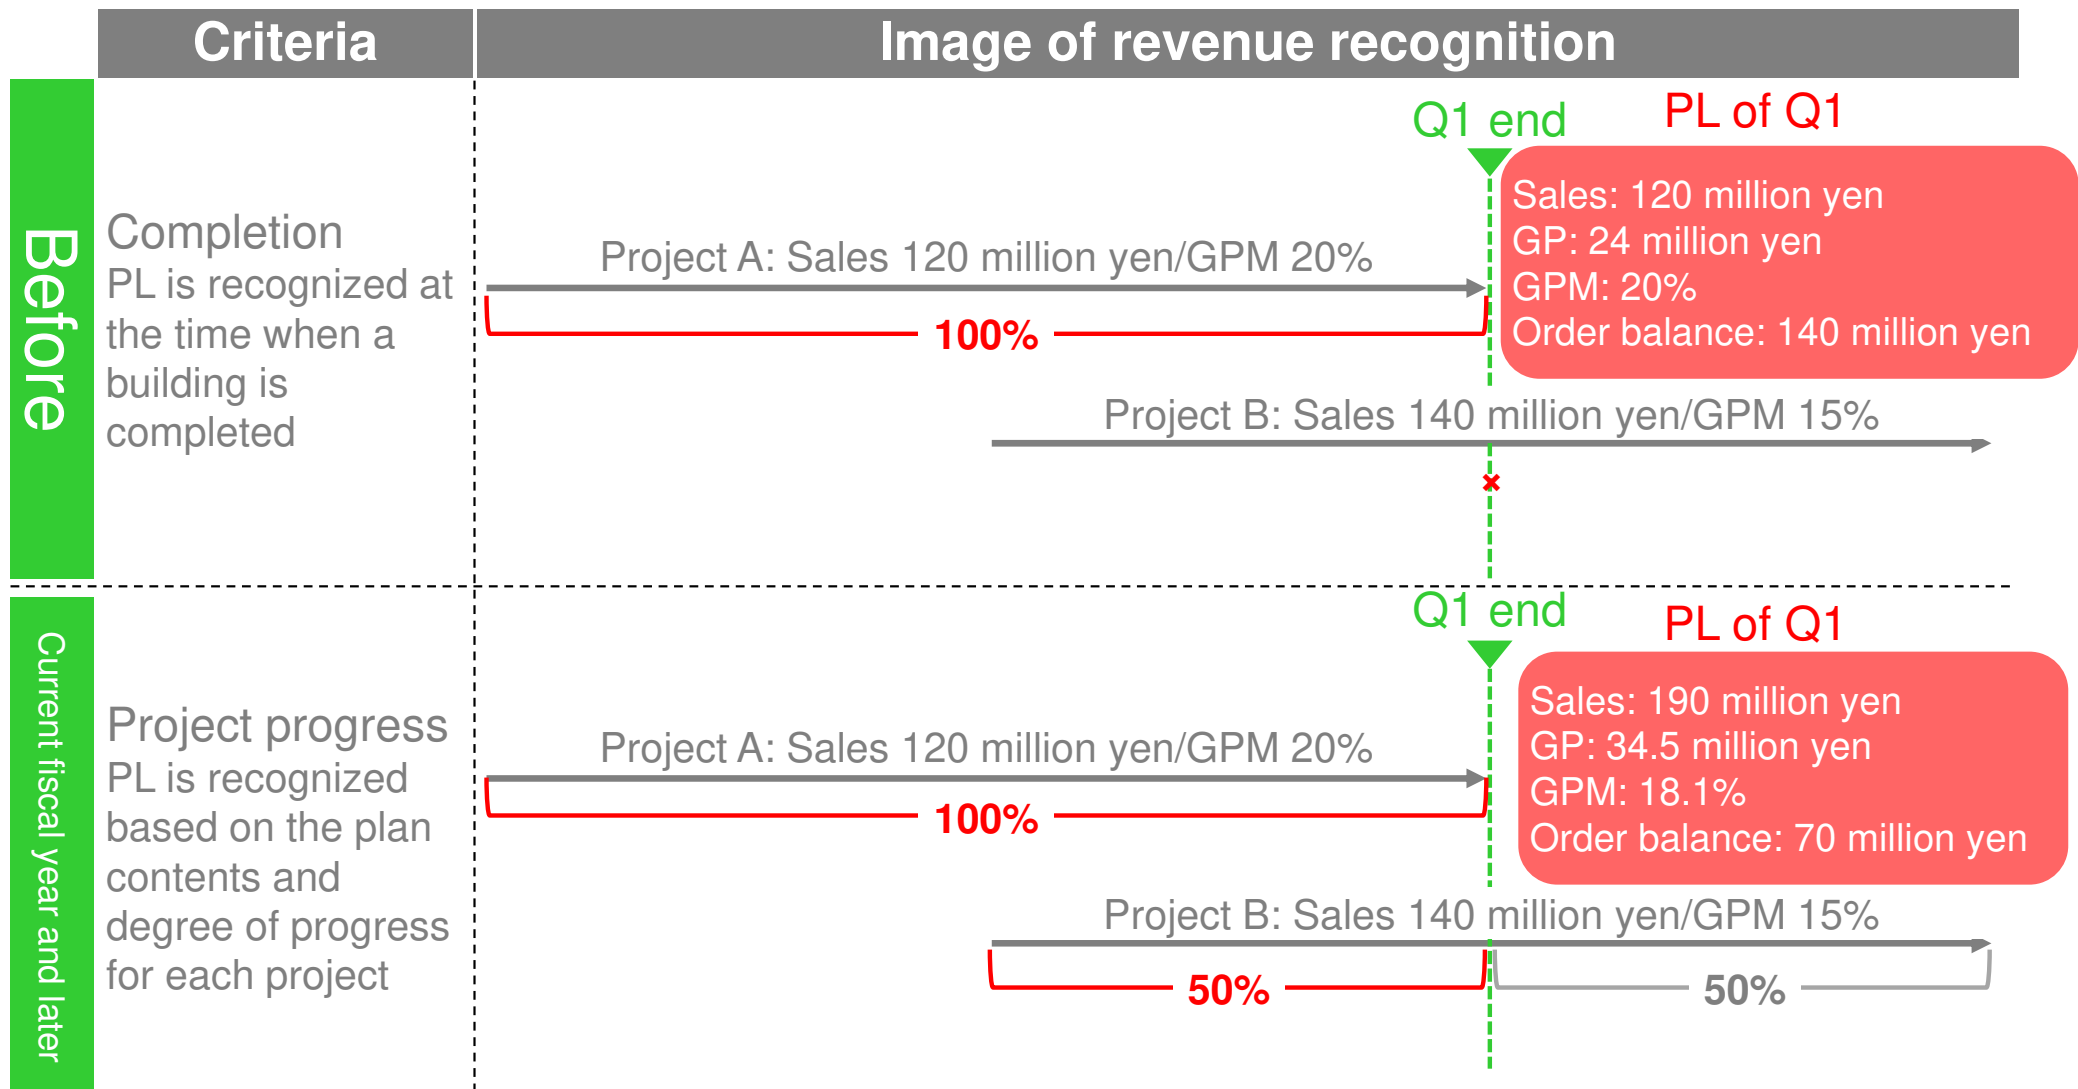 Criteria
Image of revenue recognition
Before
Completion
PL is recognized at
the time when a
building is
completed
Q1 end
PL of Q1
Project A: Sales 120 million yen/GPM 20%
100%
Sales: 120 million yen
GP: 24 million yen
GPM: 20%
Order balance: 140 million yen
Project B: Sales 140 million yen/GPM 15%
Current fiscal year and later
Project progress
PL is recognized
based on the plan
contents and
degree of progress
for each project
Q1 end
PL of Q1
Project A: Sales 120 million yen/GPM 20%
100%
Sales: 190 million yen
GP: 34.5 million yen
GPM: 18.1%
Order balance: 70 million yen
Project B: Sales 140 million yen/GPM 15%
50%
50%